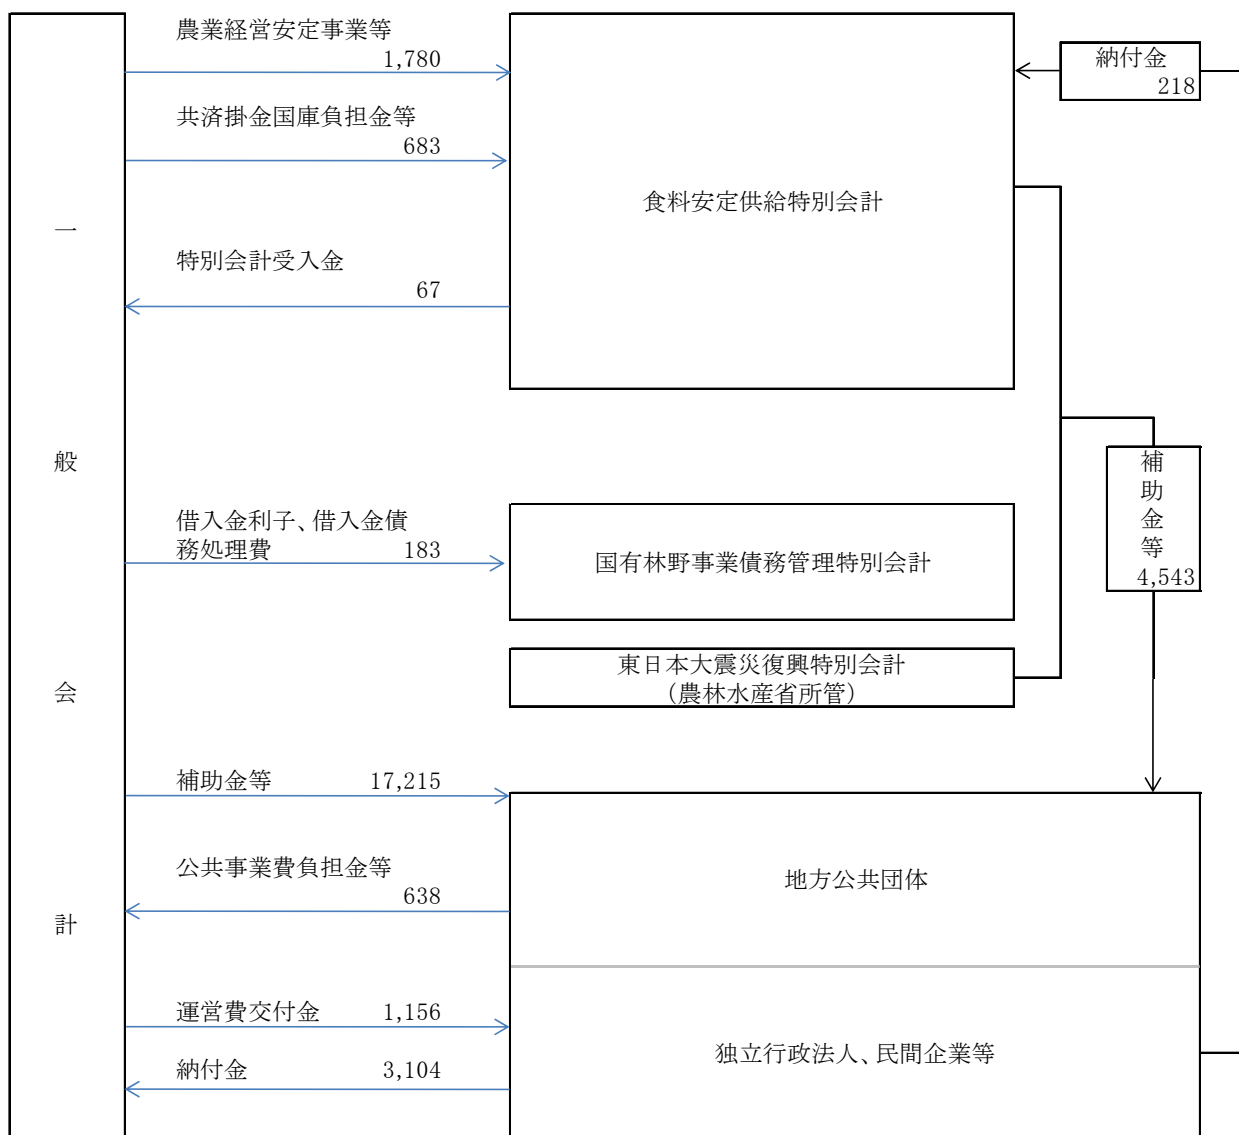 一般会計
農業経営安定事業等
1,780
共済掛金国庫負担金等
683
特別会計受入金
67
食料安定供給特別会計
納付金
218
借入金利子、借入金債
務処理費 183
国有林野事業債務管理特別会計
東日本大震災復興特別会計
(農林水産省所管)
補助金等
4,543
補助金等 17,215
公共事業費負担金等
638
地方公共団体
運営費交付金 1,156
納付金 3,104
独立行政法人、民間企業等